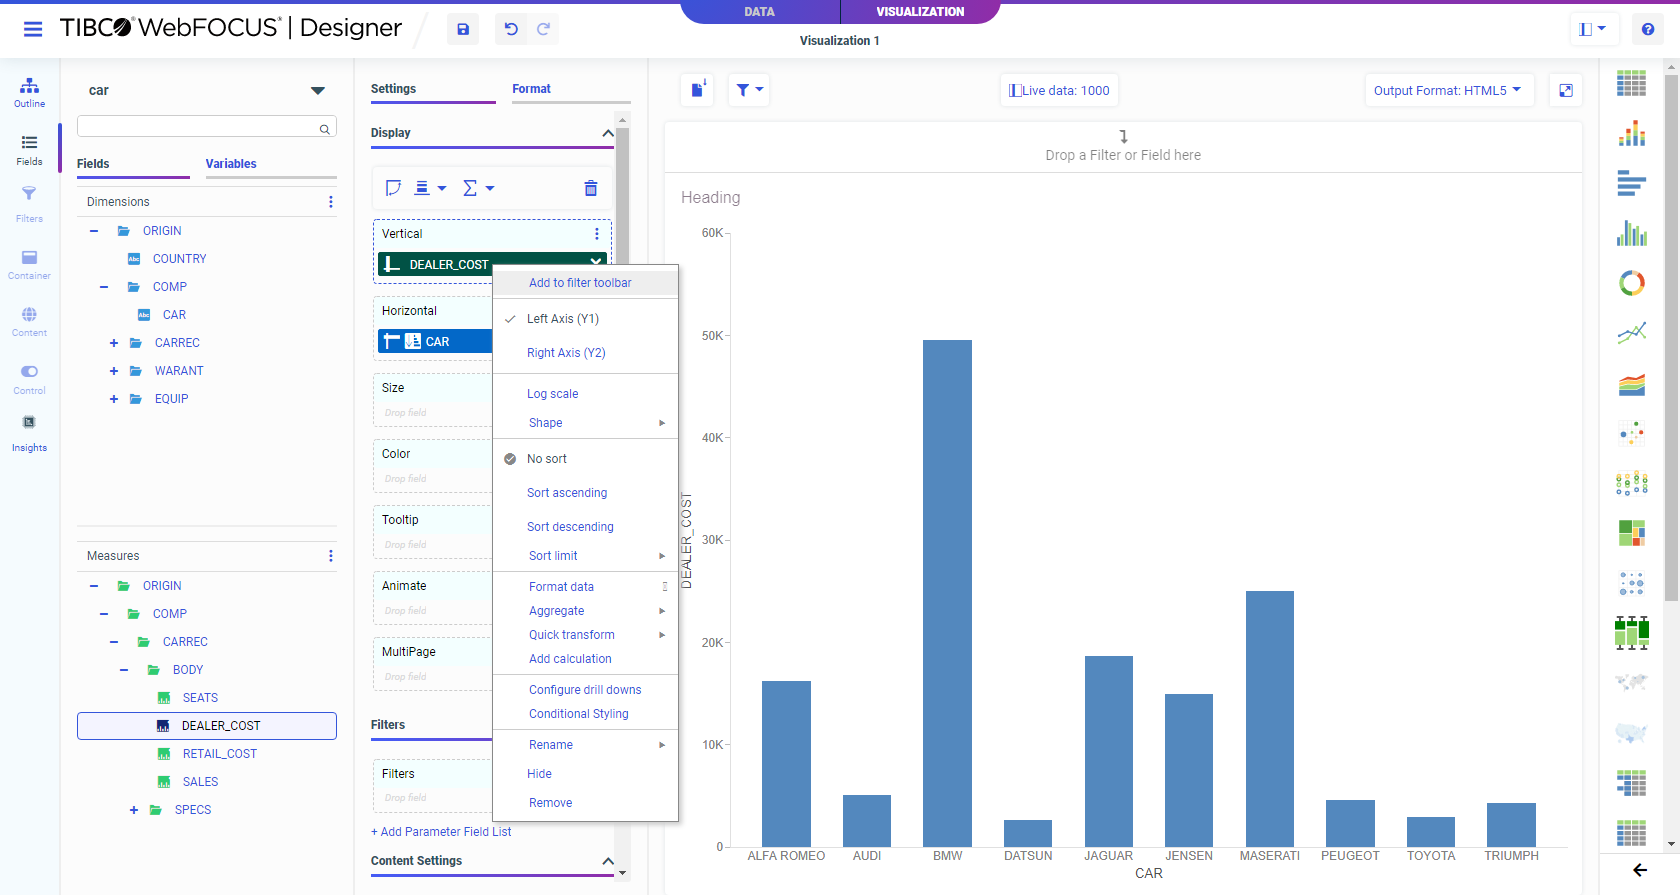 TIBCO WebFOCUS® | Designer
DATA
VISUALIZATION
Visualization 1
Outline
Fields
Filters
Container
Content
Control
Insights
car
Fields
Variables
Dimensions
ORIGIN
Abc COUNTRY
COMP
Abc CAR
CARREC
WARANT
EQUIP
Measures
ORIGIN
COMP
CARREC
BODY
SEATS
DEALER_COST
RETAIL_COST
SALES
SPECS
Settings
Format
Display
Vertical
DEALER_COST
Horizontal
CAR
Size
Drop field
Color
Drop field
Tooltip
Drop field
Animate
Drop field
MultiPage
Drop field
Filters
Filters
Drop field
+ Add Parameter Field List
Content Settings
Add to filter toolbar
Left Axis (Y1)
Right Axis (Y2)
Log scale
Shape
No sort
Sort ascending
Sort descending
Sort limit
Format data
Aggregate
Quick transform
Add calculation
Configure drill downs
Conditional Styling
Rename
Hide
Remove
Live data: 1000
Output Format: HTML5
Drop a Filter or Field here
Heading
60K
50K
40K
30K
20K
10K
0
DEALER_COST
ALFA ROMEO
AUDI
BMW
DATSUN
JAGUAR
JENSEN
MASERATI
PEUGEOT
TOYOTA
TRIUMPH
CAR